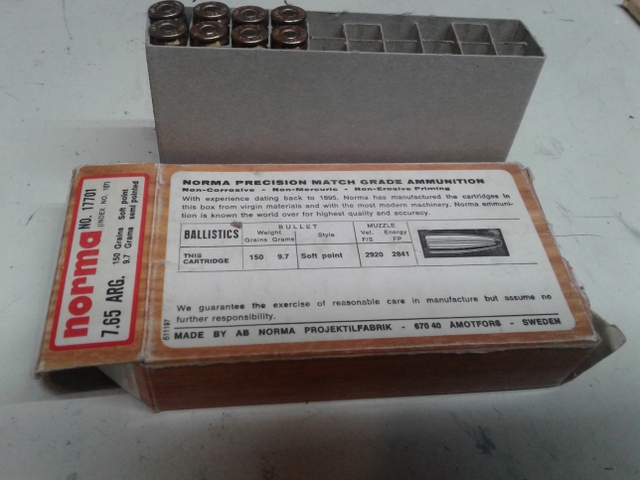 norma NO. 17701
(INDEX NO. 187)
7.65 ARG. 150 Grains Soft point
9.7 Grams semi pointed
NORMA PRECISION MATCH GRADE AMMUNITION
Non-Corrosive - Non-Mercuric - Non-Erosive Priming
With experience dating back to 1895, Norma has manufactured the cartridges in
this box from virgin materials and with the most modern machinery. Norma ammuni-
tion is known the world over for highest quality and accuracy.
BALLISTICS BULLET MUZZLE
Weight Style Vel. Energy
Grains Grams F/S FP
THIS CARTRIDGE 150 9.7 Soft point 2920 2841
We guarantee the exercise of reasonable care in manufacture but assume no
further responsibility.
MADE BY AB NORMA PROJEKTILFABRIK - 670 40 ÅMOTFORS - SWEDEN
611197